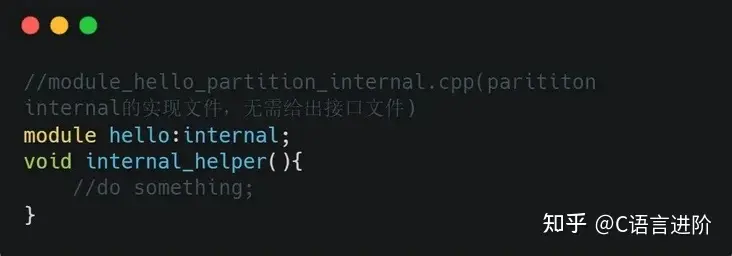 //module_hello_partition_internal.cpp(parititon
internal的实现文件，无需给出接口文件)
module hello:internal;
void internal_helper(){
    //do something;
}
知乎 @C语言进阶